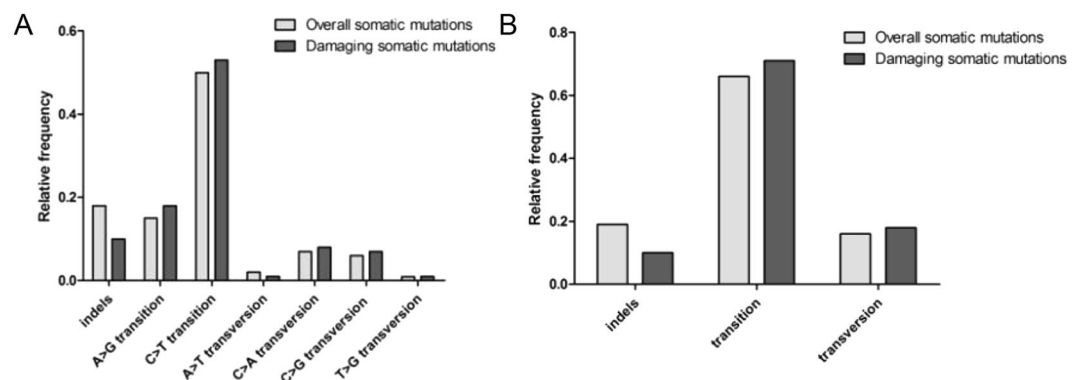 A
Overall somatic mutations
Damaging somatic mutations
Relative frequency
0.6
0.4
0.2
0.0
indels
A>G transition
C>T transition
A>T transversion
C>A transversion
C>G transversion
T>G transversion
B
Overall somatic mutations
Damaging somatic mutations
Relative frequency
0.8
0.6
0.4
0.2
0.0
indels
transition
transversion